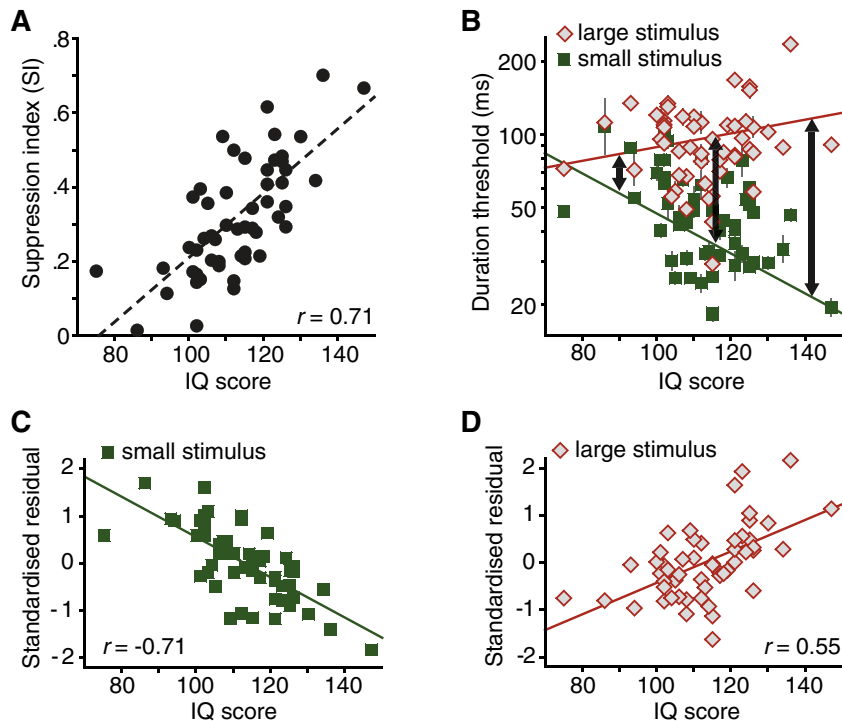 A
.8
.6
.4
.2
0
Suppression index (SI)
r = 0.71
80 100 120 140
IQ score
B
large stimulus
small stimulus
200
100
50
20
Duration threshold (ms)
80 100 120 140
IQ score
C
small stimulus
2
1
0
-1
-2
Standardised residual
r = -0.71
80 100 120 140
IQ score
D
large stimulus
2
1
0
-1
-2
Standardised residual
r = 0.55
80 100 120 140
IQ score